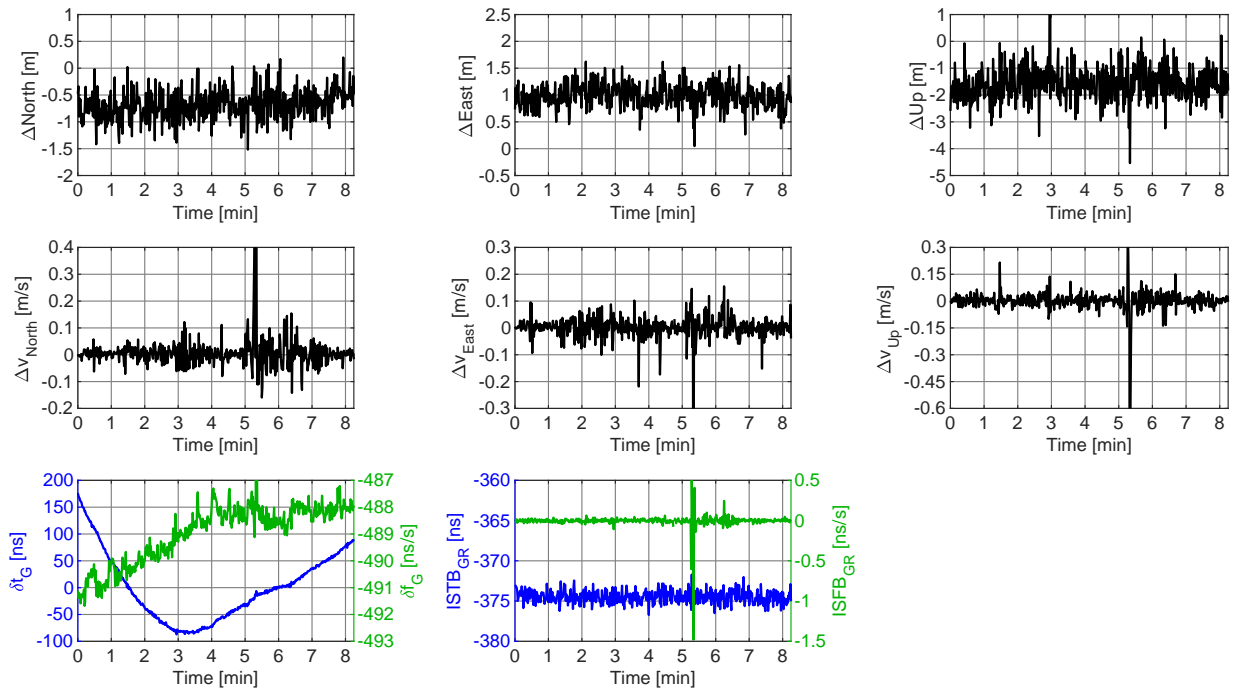 1
0.5
0
-0.5
-1
-1.5
-2
0 1 2 3 4 5 6 7 8
Time [min]
ΔNorth [m]
2.5
2
1.5
1
0.5
0
-0.5
0 1 2 3 4 5 6 7 8
Time [min]
ΔEast [m]
1
0
-1
-2
-3
-4
-5
0 1 2 3 4 5 6 7 8
Time [min]
ΔUp [m]
0.4
0.3
0.2
0.1
0
-0.1
-0.2
0 1 2 3 4 5 6 7 8
Time [min]
Δv_North [m/s]
0.3
0.2
0.1
0
-0.1
-0.2
-0.3
0 1 2 3 4 5 6 7 8
Time [min]
Δv_East [m/s]
0.3
0.15
0
-0.15
-0.3
-0.45
-0.6
0 1 2 3 4 5 6 7 8
Time [min]
Δv_Up [m/s]
200
150
100
50
0
-50
-100
0 1 2 3 4 5 6 7 8
Time [min]
δt_G [ns]
-487
-488
-489
-490
-491
-492
-493
δf_G [ns/s]
-360
-365
-370
-375
-380
0 1 2 3 4 5 6 7 8
Time [min]
ISTB_GR [ns]
0.5
0
-0.5
-1
-1.5
ISFB_GR [ns/s]